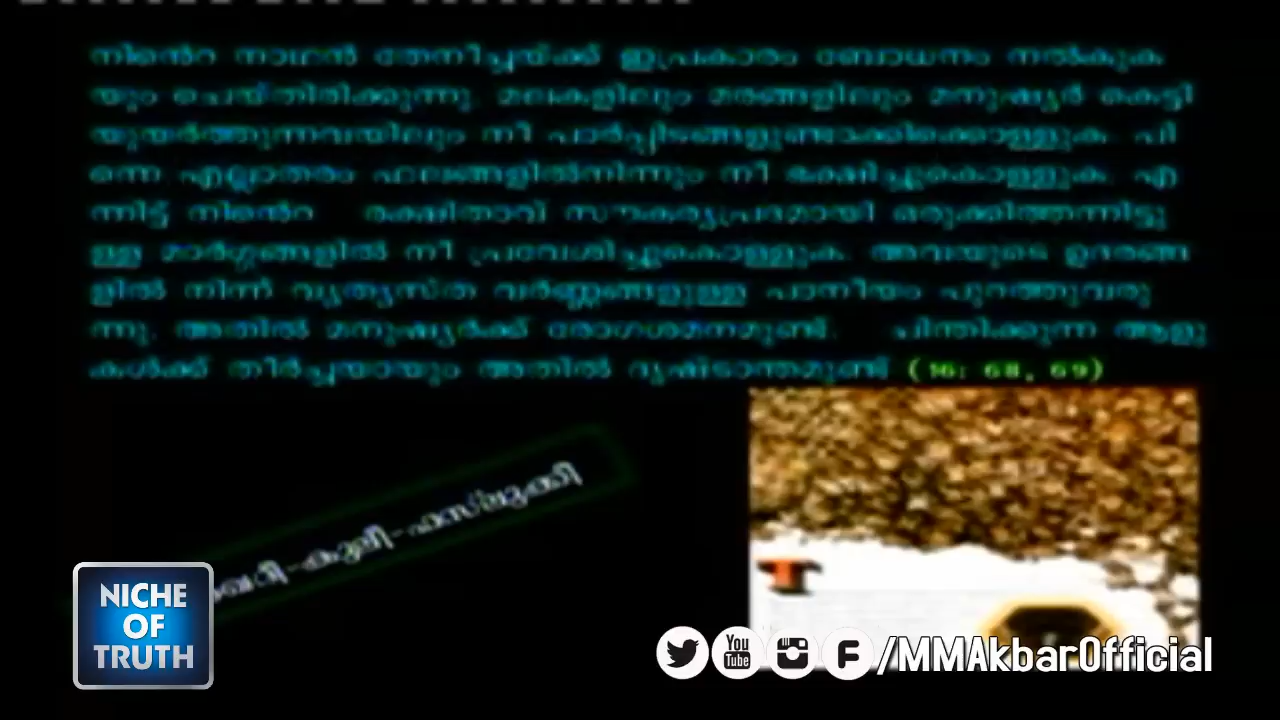 നിന്‍റെ നാഥന്‍ തേനീച്ചയ്ക്ക് ഇപ്രകാരം ബോധനം നല്‍കുക
യും ചെയ്തിരിക്കുന്നു. മലകളിലും മരങ്ങളിലും മനുഷ്യര്‍ കെട്ടി
യുയര്‍ത്തുന്നവയിലും നീ പാര്‍പ്പിടങ്ങളുണ്ടാക്കിക്കൊള്ളുക. പി
ന്നെ എല്ലാതരം ഫലങ്ങളില്‍നിന്നും നീ ഭക്ഷിച്ചുകൊള്ളുക. എ
ന്നിട്ട് നിന്‍റെ രക്ഷിതാവ് സൗകര്യപ്രദമായി ഒരുക്കിത്തന്നിട്ടു
ള്ള മാര്‍ഗ്ഗങ്ങളില്‍ നീ പ്രവേശിച്ചുകൊള്ളുക. അവയുടെ ഉദരങ്ങ
ളില്‍ നിന്ന് വ്യത്യസ്ത വര്‍ണ്ണങ്ങളുള്ള പാനീയം പുറത്തുവരു
ന്നു. അതില്‍ മനുഷ്യര്‍ക്ക് രോഗശമനമുണ്ട്. ചിന്തിക്കുന്ന ആളു
കള്‍ക്ക് തീര്‍ച്ചയായും അതില്‍ ദൃഷ്ടാന്തമുണ്ട് (16: 68, 69)
NICHE
OF
TRUTH
You
Tube
/MMAkbarOfficial